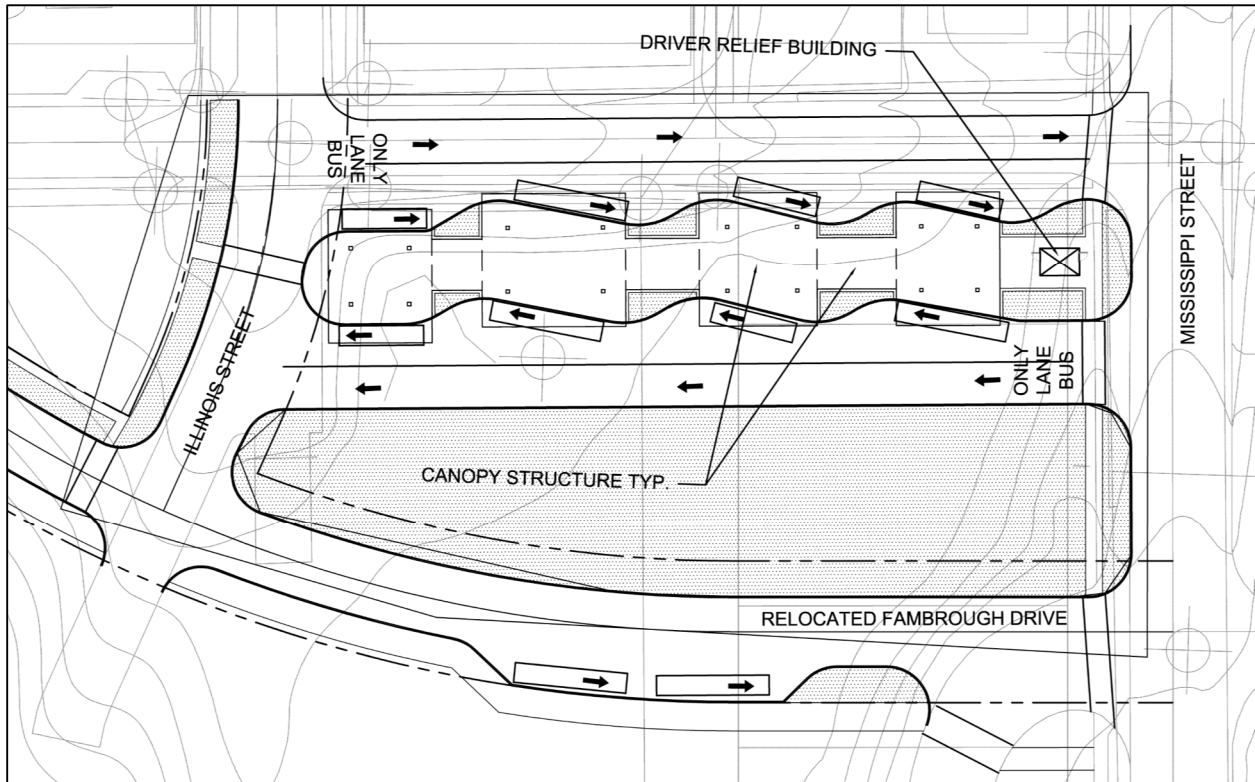 DRIVER RELIEF BUILDING
ONLY
LANE
BUS
MISSISSIPPI STREET
ILLINOIS STREET
ONLY
LANE
BUS
CANOPY STRUCTURE TYP.
RELOCATED FAMBROUGH DRIVE